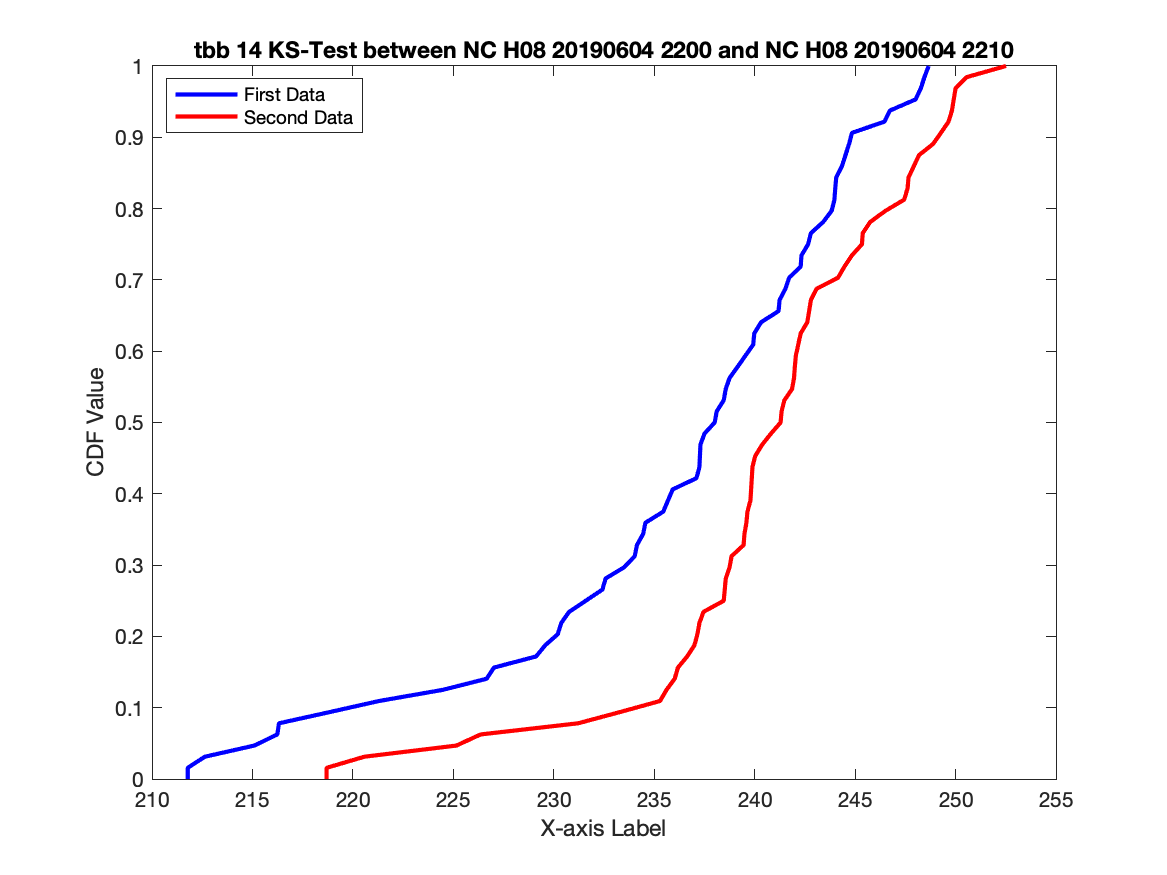 tbb 14 KS-Test between NC H08 20190604 2200 and NC H08 20190604 2210
First Data
Second Data
1
0.9
0.8
0.7
0.6
0.5
0.4
0.3
0.2
0.1
0
CDF Value
210 215 220 225 230 235 240 245 250 255
X-axis Label